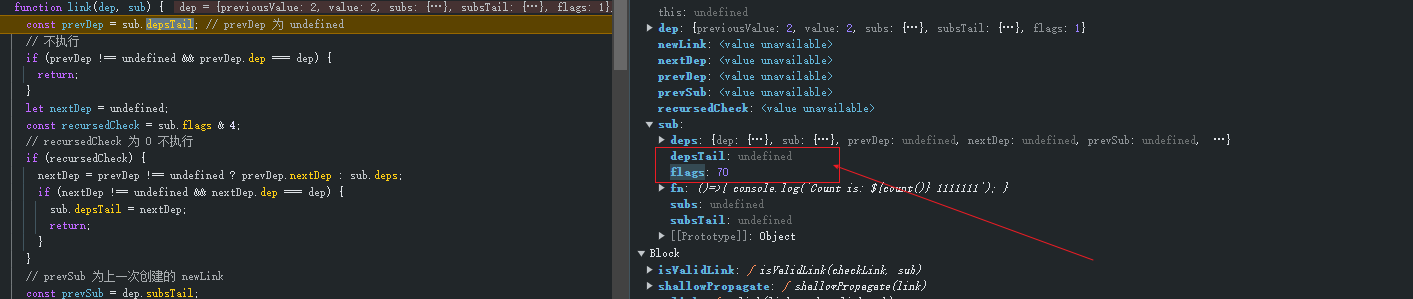 function link(dep, sub) { dep = {previousValue: 2, value: 2, subs: {…}, subsTail: {…}, flags: 1},
const prevDep = sub.depsTail; // prevDep 为 undefined
// 不执行
if (prevDep !== undefined && prevDep.dep === dep) {
return;
}
let nextDep = undefined;
const recursedCheck = sub.flags & 4;
// recursedCheck 为 0 不执行
if (recursedCheck) {
nextDep = prevDep !== undefined ? prevDep.nextDep : sub.deps;
if (nextDep !== undefined && nextDep.dep === dep) {
sub.depsTail = nextDep;
return;
}
}
// prevSub 为上一次创建的 newLink
const prevSub = dep.subsTail;
this: undefined
dep: {previousValue: 2, value: 2, subs: {…}, subsTail: {…}, flags: 1}
newLink: <value unavailable>
nextDep: <value unavailable>
prevDep: <value unavailable>
prevSub: <value unavailable>
recursedCheck: <value unavailable>
sub:
deps: {dep: {…}, sub: {…}, prevDep: undefined, nextDep: undefined, prevSub: undefined, …}
depsTail: undefined
flags: 70
fn: ()=>{ console.log(`Count is: ${count()} 1111111`); }
subs: undefined
subsTail: undefined
[[Prototype]]: Object
Block
isValidLink: ƒ isValidLink(checkLink, sub)
shallowPropagate: ƒ shallowPropagate(link)